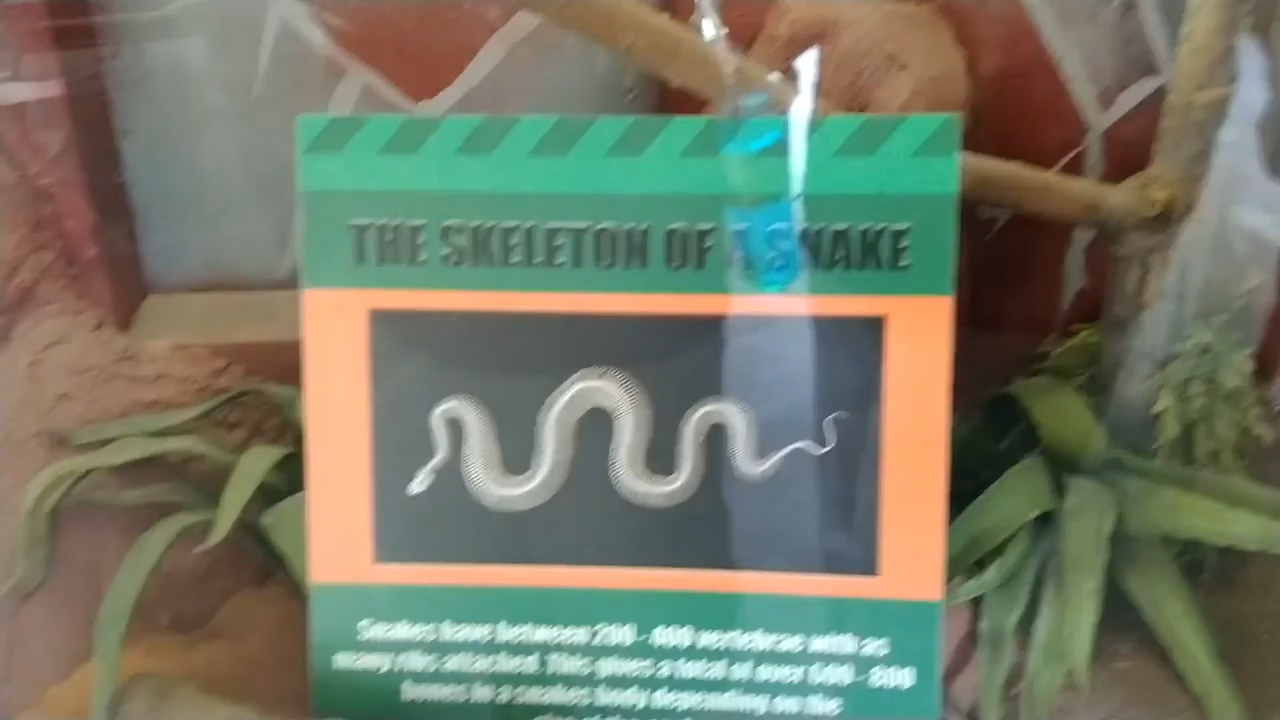 THE SKELETON OF A SNAKE
Snakes have between 200 - 400 vertebrae with as
many ribs attached. This gives a total of over 600 - 800
bones in a snakes body depending on the